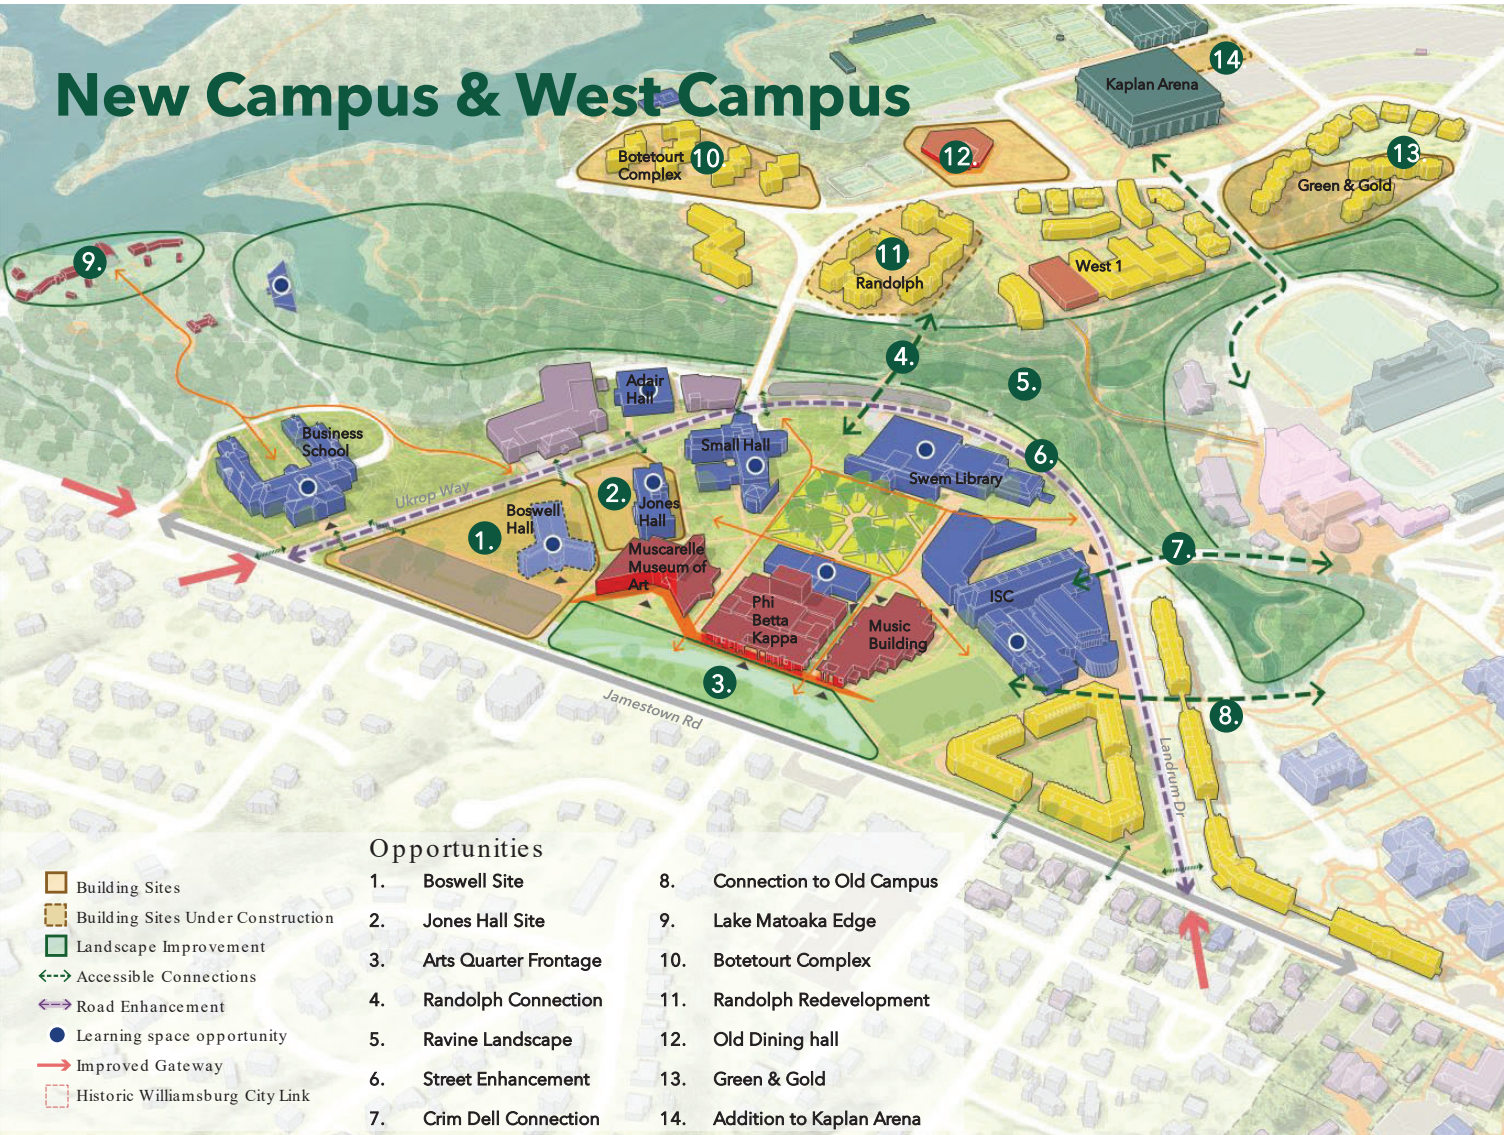 New Campus & West Campus
14
Kaplan Arena
Botetourt
Complex
10
12.
13
Green & Gold
9.
11
Randolph
West 1
4.
5.
Adair
Hall
Business
School
Small Hall
6.
Swem Library
Ukrop Way
2.
Jones
Hall
Boswell
Hall
1.
Muscarelle
Museum of
Art
7.
ISC
Phi
Betta
Kappa
Music
Building
3.
Jamestown Rd
8.
Landrum Dr
Building Sites
Building Sites Under Construction
Landscape Improvement
Accessible Connections
Road Enhancement
Learning space opportunity
Improved Gateway
Historic Williamsburg City Link
Opportunities
1. Boswell Site
2. Jones Hall Site
3. Arts Quarter Frontage
4. Randolph Connection
5. Ravine Landscape
6. Street Enhancement
7. Crim Dell Connection
8. Connection to Old Campus
9. Lake Matoaka Edge
10. Botetourt Complex
11. Randolph Redevelopment
12. Old Dining hall
13. Green & Gold
14. Addition to Kaplan Arena